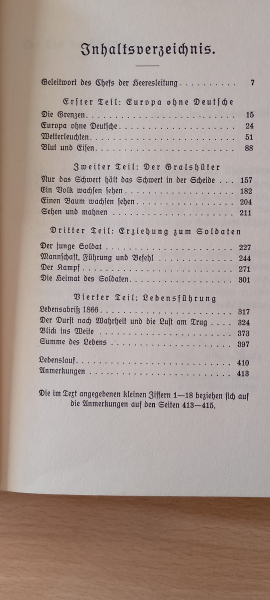 Inhaltsverzeichnis.
Geleitwort des Chefs der Heeresleitung . . . . . . . . . . 7
Erster Teil: Europa ohne Deutsche
Die Grenzen . . . . . . . . . . 15
Europa ohne Deutsche . . . . . . . . . . 24
Wetterleuchten . . . . . . . . . . 51
Blut und Eisen . . . . . . . . . . 88
Zweiter Teil: Der Gralshüter
Nur das Schwert hält das Schwert in der Scheide . . . 157
Ein Volk wachsen sehen . . . . . . . . . . 182
Einen Baum wachsen sehen . . . . . . . . . . 204
Sehen und mahnen . . . . . . . . . . 211
Dritter Teil: Erziehung zum Soldaten
Der junge Soldat . . . . . . . . . . 227
Mannschaft, Führung und Befehl . . . . . . . . . . 244
Der Kampf . . . . . . . . . . 271
Die Heimat des Soldaten . . . . . . . . . . 301
Vierter Teil: Lebensführung
Lebensabriß 1866 . . . . . . . . . . 317
Der Durst nach Wahrheit und die Lust am Trug . . . . 324
Blick ins Weite . . . . . . . . . . 373
Summe des Lebens . . . . . . . . . . 397
Lebenslauf . . . . . . . . . . 410
Anmerkungen . . . . . . . . . . 413
Die im Text angegebenen kleinen Ziffern 1—18 beziehen sich auf
die Anmerkungen auf den Seiten 413—415.